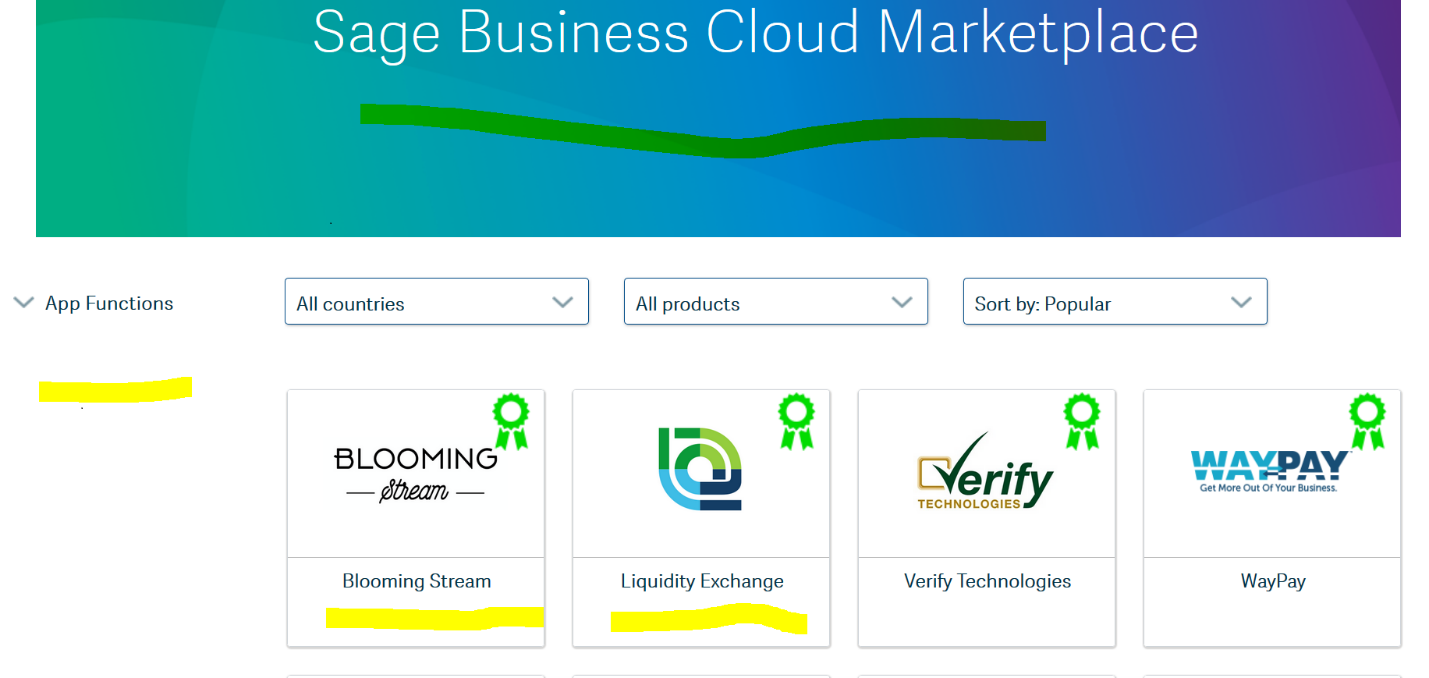 Sage Business Cloud Marketplace
App Functions
All countries
All products
Sort by: Popular
BLOOMING
Stream
Verify
TECHNOLOGIES
WAYPAY
Get More Out Of Your Business.
Blooming Stream
Liquidity Exchange
Verify Technologies
WayPay